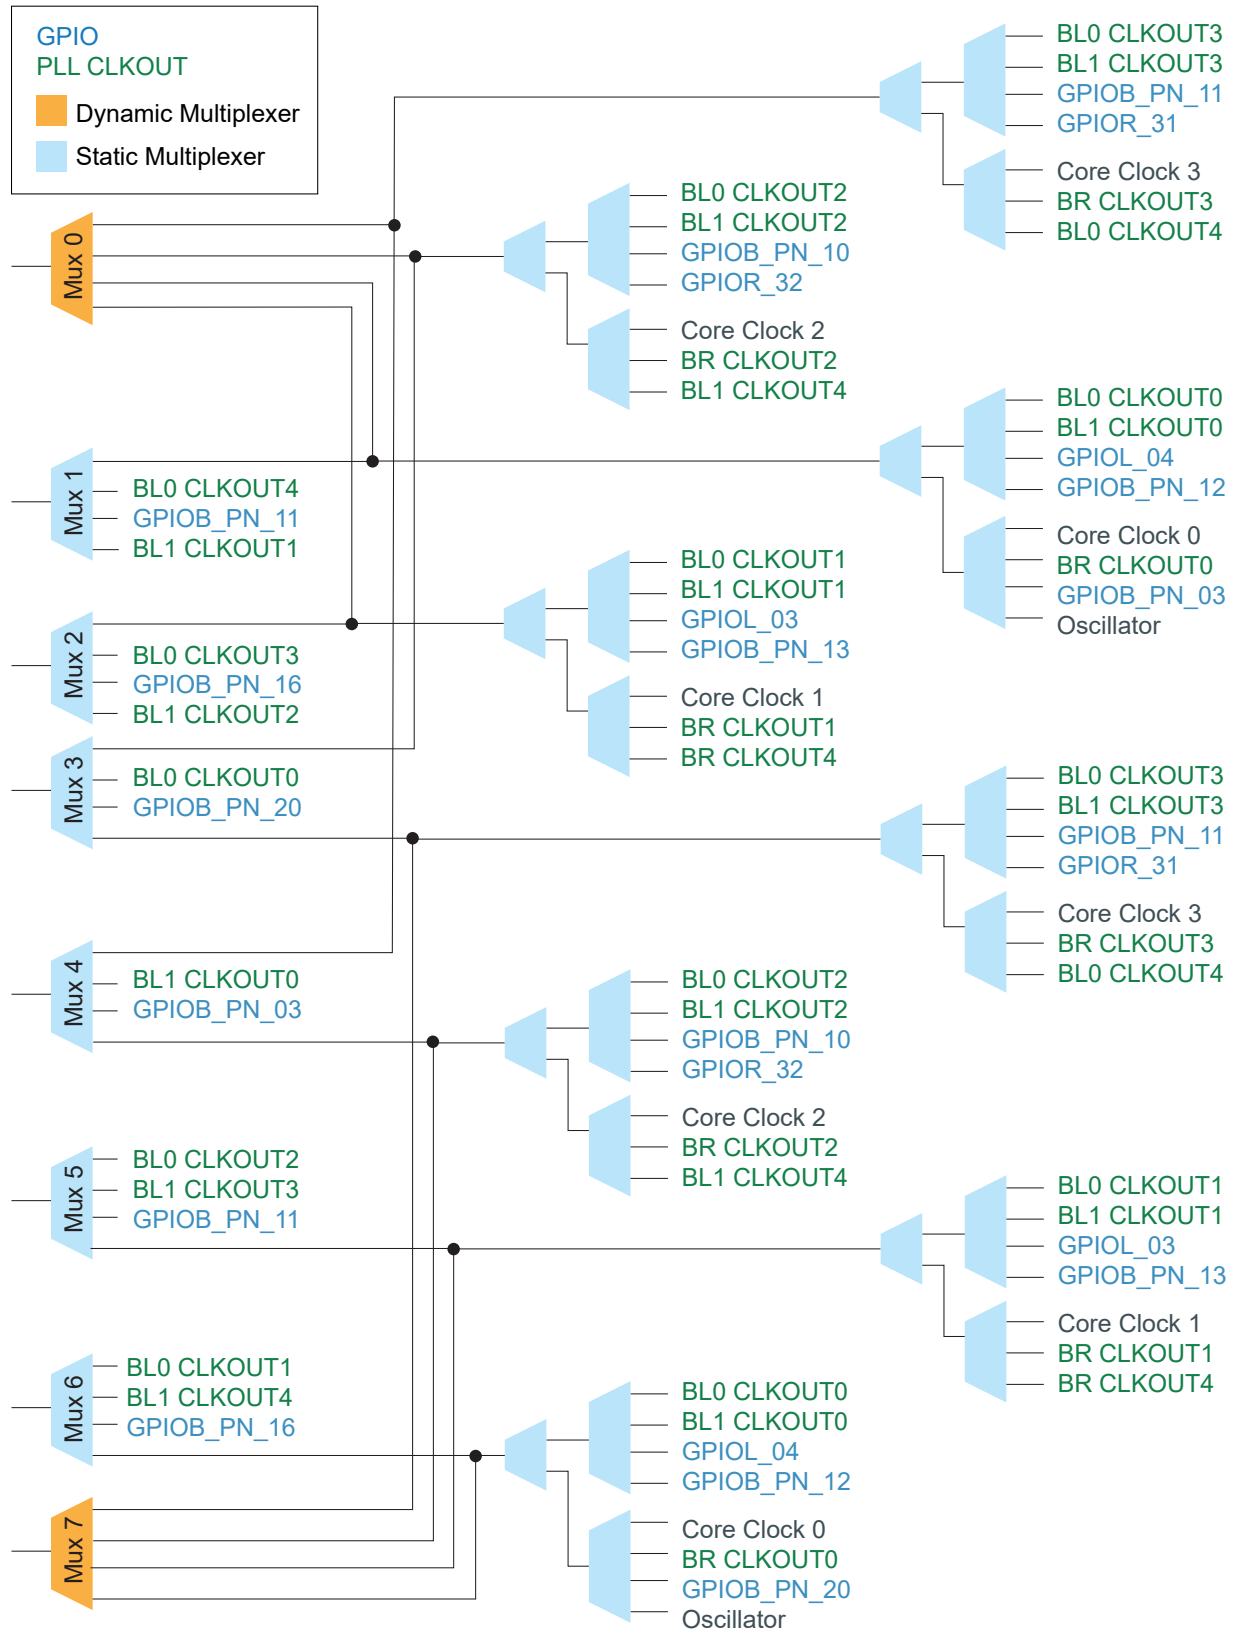 GPIO
PLL CLKOUT
Dynamic Multiplexer
Static Multiplexer
BL0 CLKOUT3
BL1 CLKOUT3
GPIOB_PN_11
GPIOR_31
Core Clock 3
BR CLKOUT3
BL0 CLKOUT4
Mux 0
BL0 CLKOUT2
BL1 CLKOUT2
GPIOB_PN_10
GPIOR_32
Core Clock 2
BR CLKOUT2
BL1 CLKOUT4
Mux 1
BL0 CLKOUT4
GPIOB_PN_11
BL1 CLKOUT1
BL0 CLKOUT0
BL1 CLKOUT0
GPIOL_04
GPIOB_PN_12
Core Clock 0
BR CLKOUT0
GPIOB_PN_03
Oscillator
Mux 2
BL0 CLKOUT3
GPIOB_PN_16
BL1 CLKOUT2
BL0 CLKOUT1
BL1 CLKOUT1
GPIOL_03
GPIOB_PN_13
Core Clock 1
BR CLKOUT1
BR CLKOUT4
Mux 3
BL0 CLKOUT0
GPIOB_PN_20
BL0 CLKOUT3
BL1 CLKOUT3
GPIOB_PN_11
GPIOR_31
Core Clock 3
BR CLKOUT3
BL0 CLKOUT4
Mux 4
BL1 CLKOUT0
GPIOB_PN_03
BL0 CLKOUT2
BL1 CLKOUT2
GPIOB_PN_10
GPIOR_32
Core Clock 2
BR CLKOUT2
BL1 CLKOUT4
Mux 5
BL0 CLKOUT2
BL1 CLKOUT3
GPIOB_PN_11
BL0 CLKOUT1
BL1 CLKOUT1
GPIOL_03
GPIOB_PN_13
Core Clock 1
BR CLKOUT1
BR CLKOUT4
Mux 6
BL0 CLKOUT1
BL1 CLKOUT4
GPIOB_PN_16
BL0 CLKOUT0
BL1 CLKOUT0
GPIOL_04
GPIOB_PN_12
Core Clock 0
BR CLKOUT0
GPIOB_PN_20
Oscillator
Mux 7